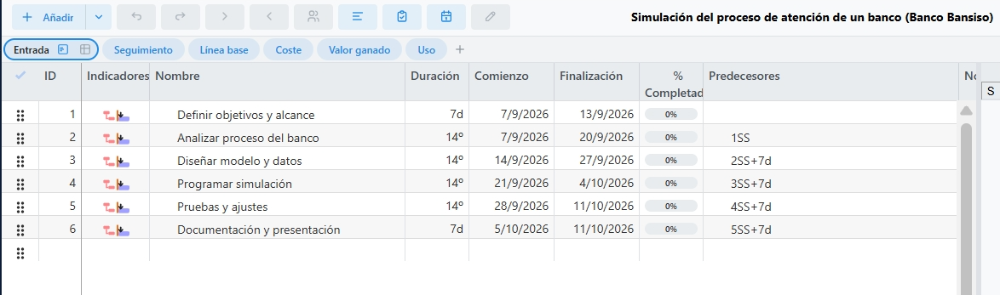 Añadir
Simulación del proceso de atención de un banco (Banco Bansiso)
Entrada Seguimiento Línea base Coste Valor ganado Uso
ID Indicadores Nombre Duración Comienzo Finalización % Completad Predecesores S
1 Definir objetivos y alcance 7d 7/9/2026 13/9/2026 0%
2 Analizar proceso del banco 14º 7/9/2026 20/9/2026 0% 1SS
3 Diseñar modelo y datos 14º 14/9/2026 27/9/2026 0% 2SS+7d
4 Programar simulación 14º 21/9/2026 4/10/2026 0% 3SS+7d
5 Pruebas y ajustes 14º 28/9/2026 11/10/2026 0% 4SS+7d
6 Documentación y presentación 7d 5/10/2026 11/10/2026 0% 5SS+7d